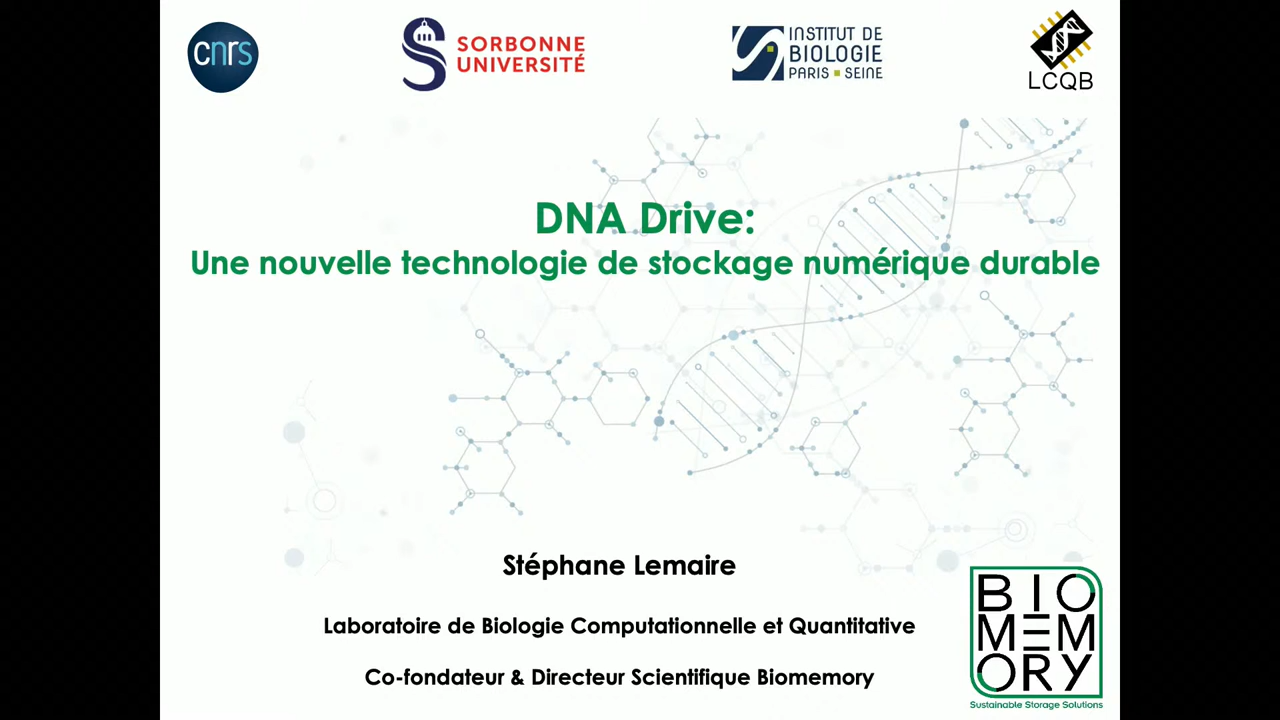 cnrs
SORBONNE
UNIVERSITÉ
INSTITUT DE
BIOLOGIE
PARIS SEINE
LCQB
DNA Drive:
Une nouvelle technologie de stockage numérique durable
Stéphane Lemaire
Laboratoire de Biologie Computationnelle et Quantitative
Co-fondateur & Directeur Scientifique Biomemory
BIO
MEM
ORY
Sustainable Storage Solutions